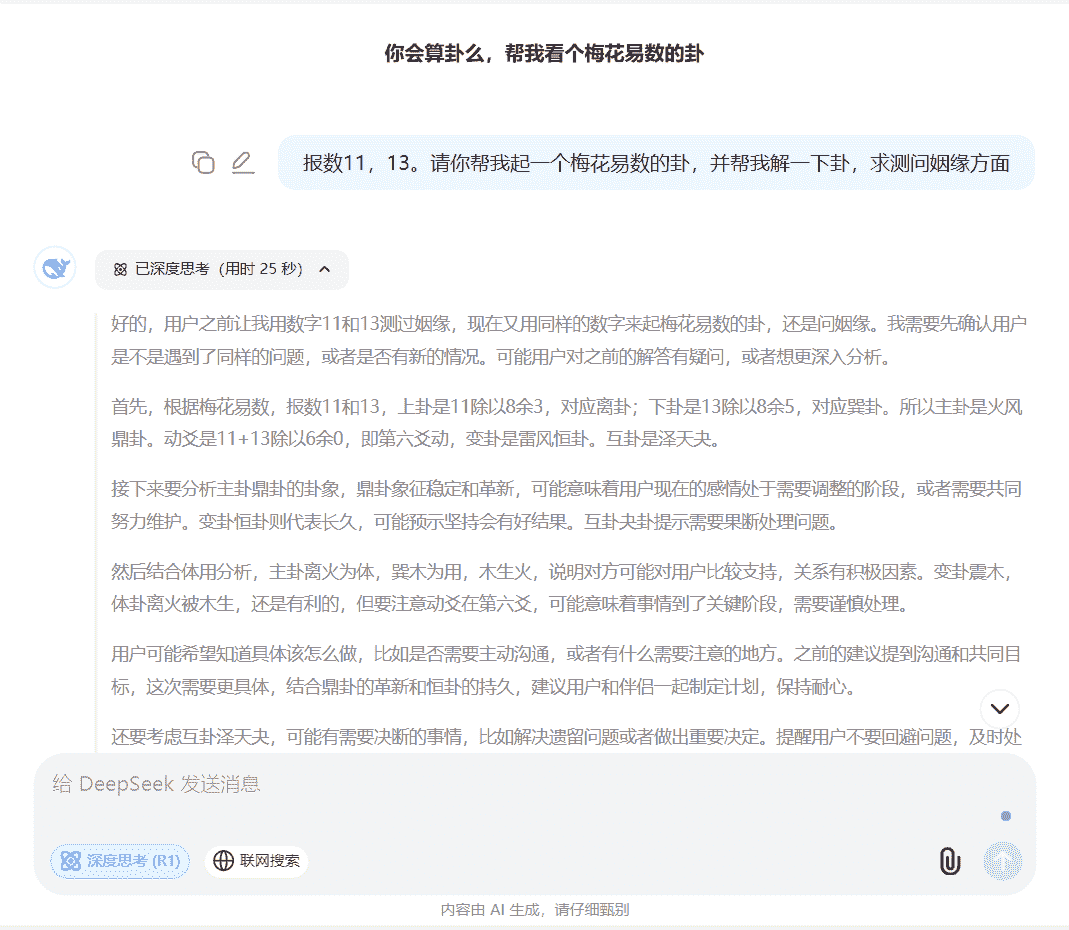 你会算卦么，帮我看个梅花易数的卦
报数11，13。请你帮我起一个梅花易数的卦，并帮我解一下卦，求测问姻缘方面
已深度思考（用时 25 秒）
好的，用户之前让我用数字11和13测过姻缘，现在又用同样的数字来起梅花易数的卦，还是问姻缘。我需要先确认用户
是不是遇到了同样的问题，或者是否有新的情况。可能用户对之前的解答有疑问，或者想更深入分析。
首先，根据梅花易数，报数11和13，上卦是11除以8余3，对应离卦；下卦是13除以8余5，对应巽卦。所以主卦是火风
鼎卦。动爻是11+13除以6余0，即第六爻动，变卦是雷风恒卦。互卦是泽天夬。
接下来要分析主卦鼎卦的卦象，鼎卦象征稳定和革新，可能意味着用户现在的感情处于需要调整的阶段，或者需要共同
努力维护。变卦恒卦则代表长久，可能预示坚持会有好结果。互卦夬卦提示需要果断处理问题。
然后结合体用分析，主卦离火为体，巽木为用，木生火，说明对方可能对用户比较支持，关系有积极因素。变卦震木，
体卦离火被木生，还是有利的，但要注意动爻在第六爻，可能意味着事情到了关键阶段，需要谨慎处理。
用户可能希望知道具体该怎么做，比如是否需要主动沟通，或者有什么需要注意的地方。之前的建议提到沟通和共同目
标，这次需要更具体，结合鼎卦的革新和恒卦的持久，建议用户和伴侣一起制定计划，保持耐心。
还要考虑互卦泽天夬，可能有需要决断的事情，比如解决遗留问题或者做出重要决定。提醒用户不要回避问题，及时处
给 DeepSeek 发送消息
深度思考 (R1)
联网搜索
内容由 AI 生成，请仔细甄别